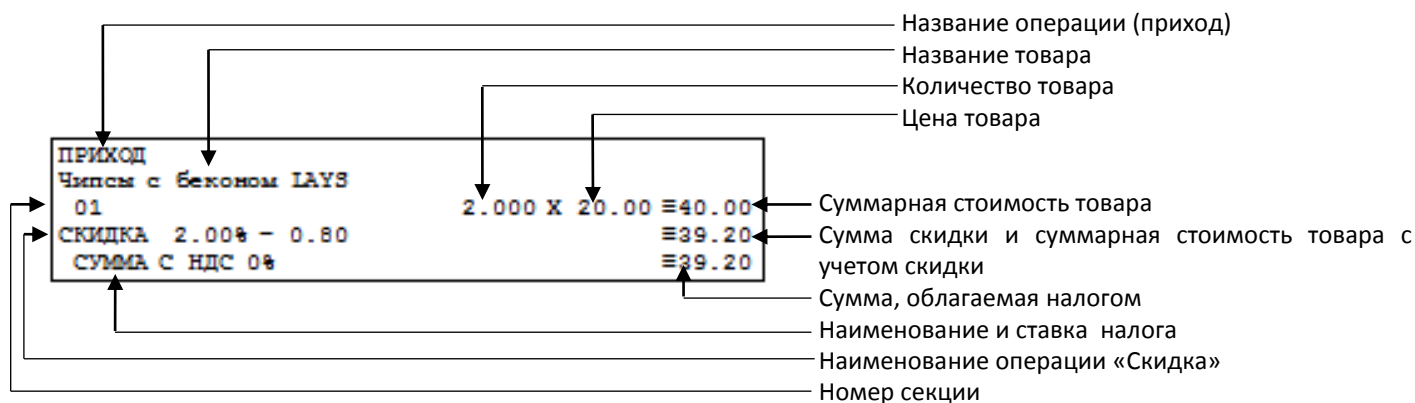 Название операции (приход)
Название товара
Количество товара
Цена товара
ПРИХОД
Чипсы с беконом LAYS
01 2.000 X 20.00 ≡40.00
СКИДКА 2.00% - 0.80 ≡39.20
СУММА С НДС 0% ≡39.20
Суммарная стоимость товара
Сумма скидки и суммарная стоимость товара с
учетом скидки
Сумма, облагаемая налогом
Наименование и ставка налога
Наименование операции «Скидка»
Номер секции